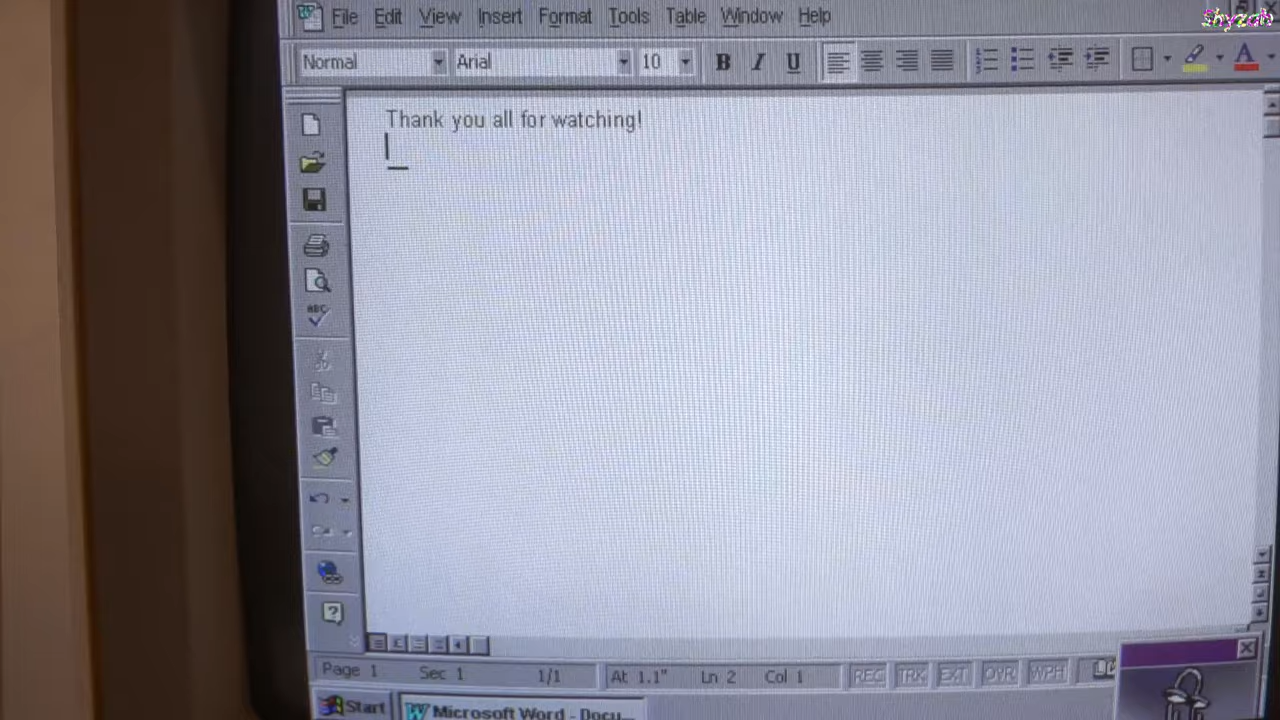 Shyzah
File Edit View Insert Format Tools Table Window Help
Normal Arial 10 B I U A
Thank you all for watching!
ABC
Page 1 Sec 1 1/1 At 1.1" Ln 2 Col 1 REC TRK EXT OVR WPH
Start Microsoft Word - Docu...